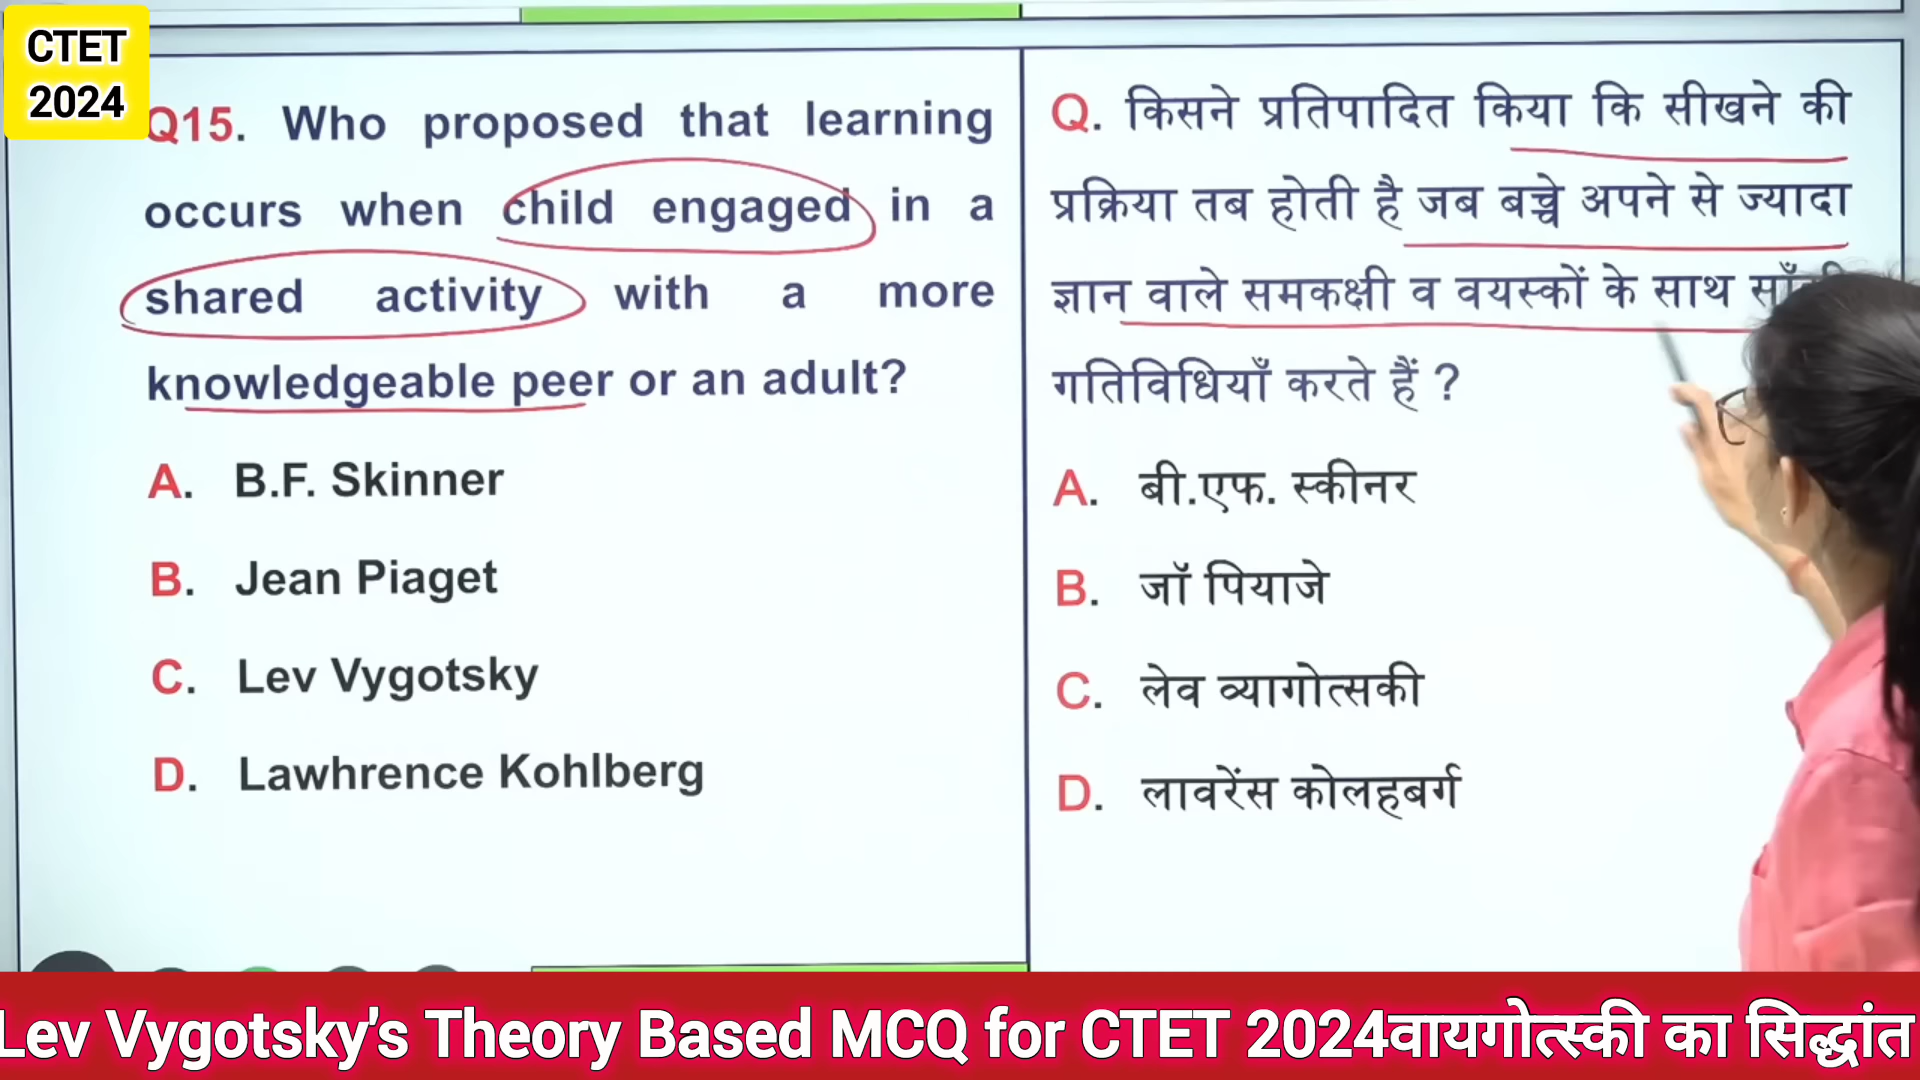 CTET
2024
Q15. Who proposed that learning
occurs when child engaged in a
shared activity with a more
knowledgeable peer or an adult?
A. B.F. Skinner
B. Jean Piaget
C. Lev Vygotsky
D. Lawhrence Kohlberg
Q. किसने प्रतिपादित किया कि सीखने की
प्रक्रिया तब होती है जब बच्चे अपने से ज्यादा
ज्ञान वाले समकक्षी व वयस्कों के साथ
गतिविधियाँ करते हैं ?
A. बी.एफ. स्कीनर
B. जॉ पियाजे
C. लेव व्यागोत्सकी
D. लावरेंस कोलहबर्ग
Lev Vygotsky's Theory Based MCQ for CTET 2024वायगोत्स्की का सिद्धांत